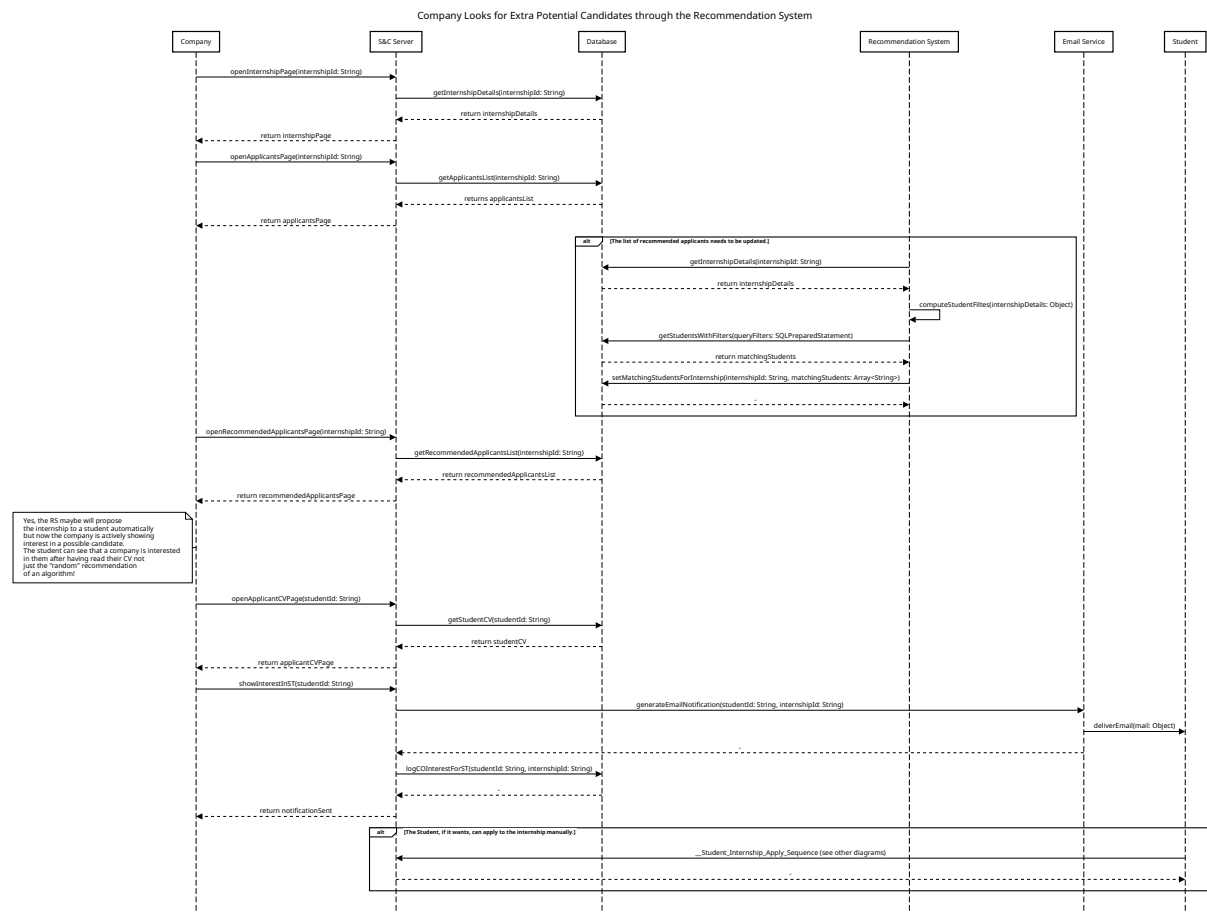 Company Looks for Extra Potential Candidates through the Recommendation System
Company
S&C Server
Database
Recommendation System
Email Service
Student
openInternshipPage(internshipId: String)
getInternshipDetails(internshipId: String)
return internshipDetails
return internshipPage
openApplicantsPage(internshipId: String)
getApplicantsList(internshipId: String)
returns applicantsList
return applicantsPage
alt
[The list of recommended applicants needs to be updated.]
getInternshipDetails(internshipId: String)
return internshipDetails
computeStudentFiltes(internshipDetails: Object)
getStudentsWithFilters(queryFilters: SQLPreparedStatement)
return matchingStudents
setMatchingStudentsForInternship(internshipId: String, matchingStudents: Array<String>)
-
openRecommendedApplicantsPage(internshipId: String)
getRecommendedApplicantsList(internshipId: String)
return recommendedApplicantsList
return recommendedApplicantsPage
Yes, the RS maybe will propose
the internship to a student automatically
but now the company is actively showing
interest in a possible candidate.
The student can see that a company is interested
in them after having read their CV not
just the "random" recommendation
of an algorithm!
openApplicantCVPage(studentId: String)
getStudentCV(studentId: String)
return studentCV
return applicantCVPage
showInterestInST(studentId: String)
generateEmailNotification(studentId: String, internshipId: String)
deliverEmail(mail: Object)
-
logCOInterestForST(studentId: String, internshipId: String)
-
return notificationSent
alt
[The Student, if it wants, can apply to the internship manually.]
__Student_Internship_Apply_Sequence (see other diagrams)
-